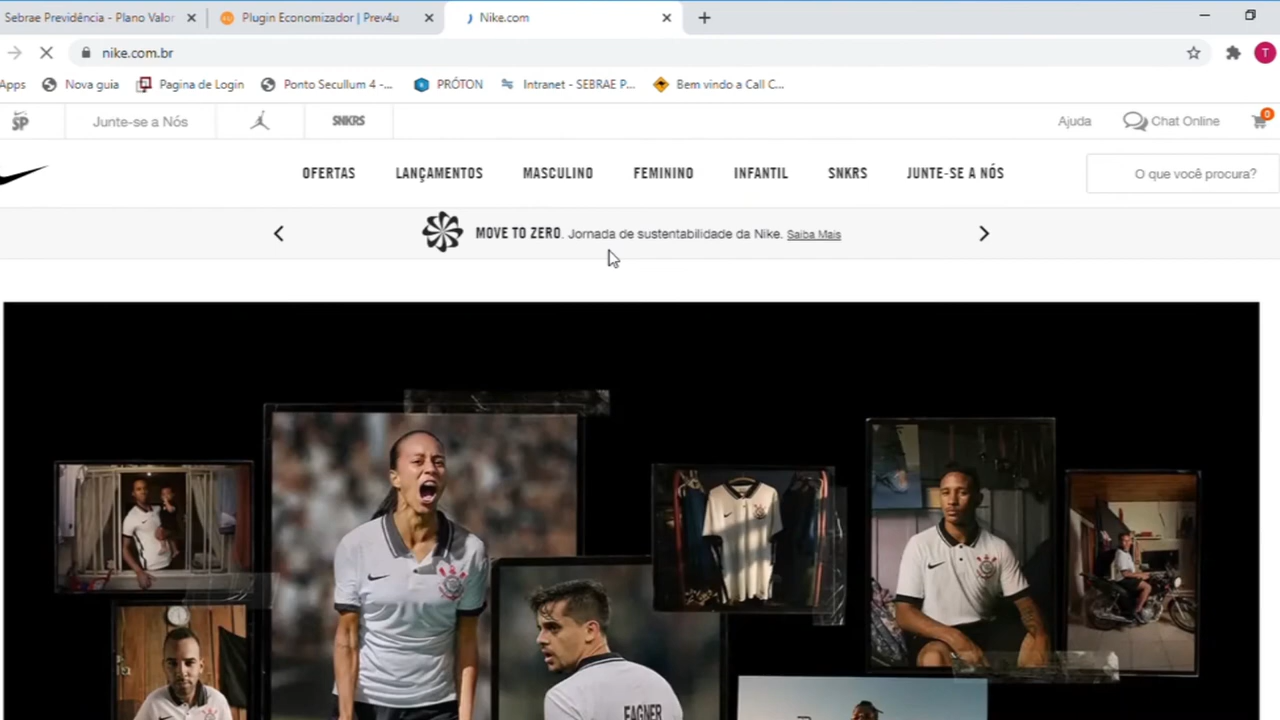 Sebrae Previdência - Plano Valor
Plugin Economizador | Prev4u
Nike.com
nike.com.br
T
Apps
Nova guia
Pagina de Login
Ponto Secullum 4 -...
PRÓTON
Intranet - SEBRAE P...
Bem vindo a Call C...
SP
Junte-se a Nós
SNKRS
Ajuda
Chat Online
0
OFERTAS
LANÇAMENTOS
MASCULINO
FEMININO
INFANTIL
SNKRS
JUNTE-SE A NÓS
O que você procura?
MOVE TO ZERO. Jornada de sustentabilidade da Nike. Saiba Mais
FAGNER